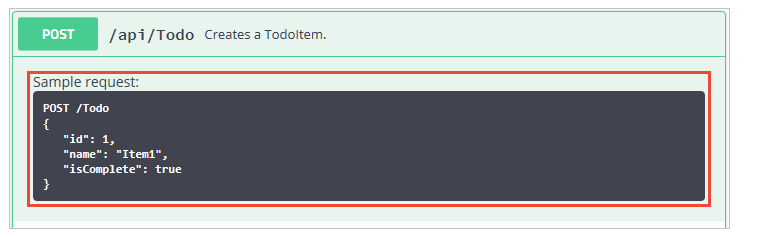 POST /api/Todo Creates a TodoItem.
Sample request:
POST /Todo
{
"id": 1,
"name": "Item1",
"isComplete": true
}